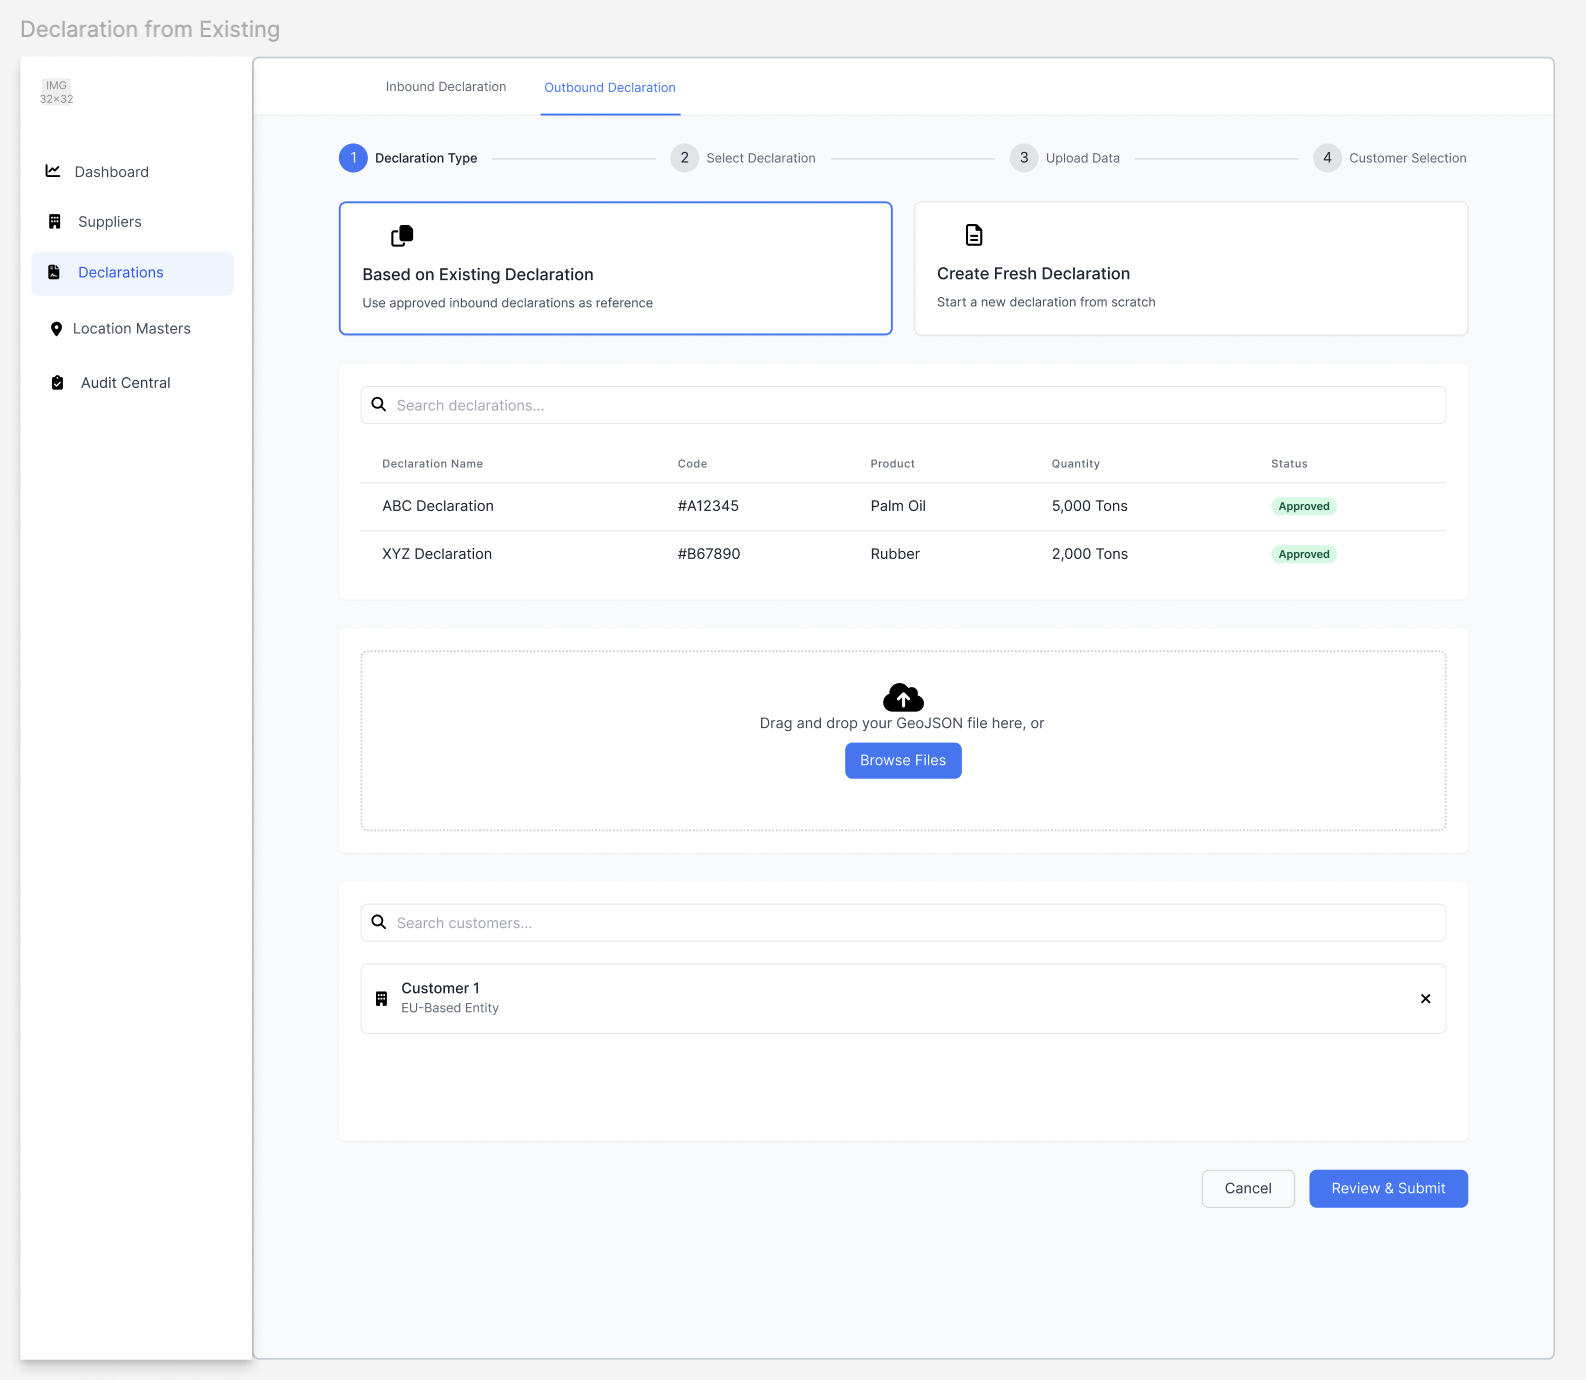 Declaration from Existing
IMG
32×32
Dashboard
Suppliers
Declarations
Location Masters
Audit Central
Inbound Declaration
Outbound Declaration
1 Declaration Type
2 Select Declaration
3 Upload Data
4 Customer Selection
Based on Existing Declaration
Use approved inbound declarations as reference
Create Fresh Declaration
Start a new declaration from scratch
Search declarations...
Declaration Name Code Product Quantity Status
ABC Declaration #A12345 Palm Oil 5,000 Tons Approved
XYZ Declaration #B67890 Rubber 2,000 Tons Approved
Drag and drop your GeoJSON file here, or
Browse Files
Search customers...
Customer 1
EU-Based Entity
Cancel
Review & Submit